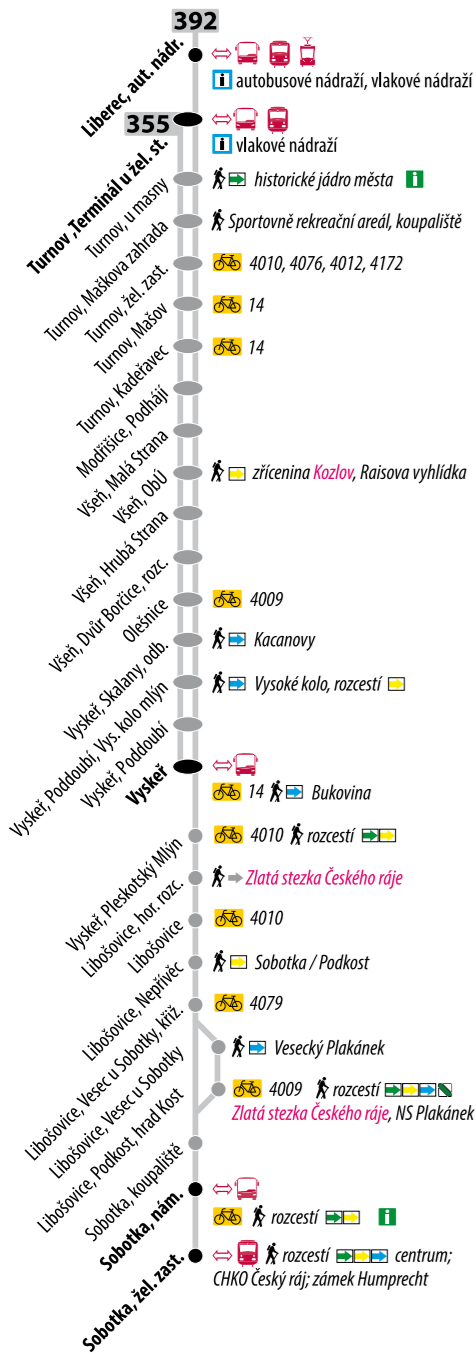 392
Liberec, aut. nádr.
i autobusové nádraží, vlakové nádraží
355
Turnov ,Terminál u žel. st.
i vlakové nádraží
Turnov, u masny
historické jádro města i
Turnov, Maškova zahrada
Sportovně rekreační areál, koupaliště
Turnov, žel. zast.
4010, 4076, 4012, 4172
Turnov, Mašov
14
Turnov, Kadeřavec
14
Modřišice, Podhájí
Všeň, Malá Strana
Všeň, ObÚ
zřícenina Kozlov, Raisova vyhlídka
Všeň, Hrubá Strana
Všeň, Dvůr Borčice, rozc.
Olešnice
4009
Vyskeř, Skalany, odb.
Kacanovy
Vyskeř, Poddoubí, Vys. kolo mlýn
Vysoké kolo, rozcestí
Vyskeř, Poddoubí
Vyskeř
14 Bukovina
Vyskeř, Pleskotský Mlýn
4010 rozcestí
Libošovice, hor. rozc.
Zlatá stezka Českého ráje
Libošovice
4010
Libošovice, Nepřívěc
Sobotka / Podkost
Libošovice, Vesec u Sobotky, křiž.
4079
Libošovice, Vesec u Sobotky
Vesecký Plakánek
Libošovice, Podkost, hrad Kost
4009 rozcestí
Zlatá stezka Českého ráje, NS Plakánek
Sobotka, koupaliště
Sobotka, nám.
rozcestí i
Sobotka, žel. zast.
rozcestí centrum;
CHKO Český ráj; zámek Humprecht